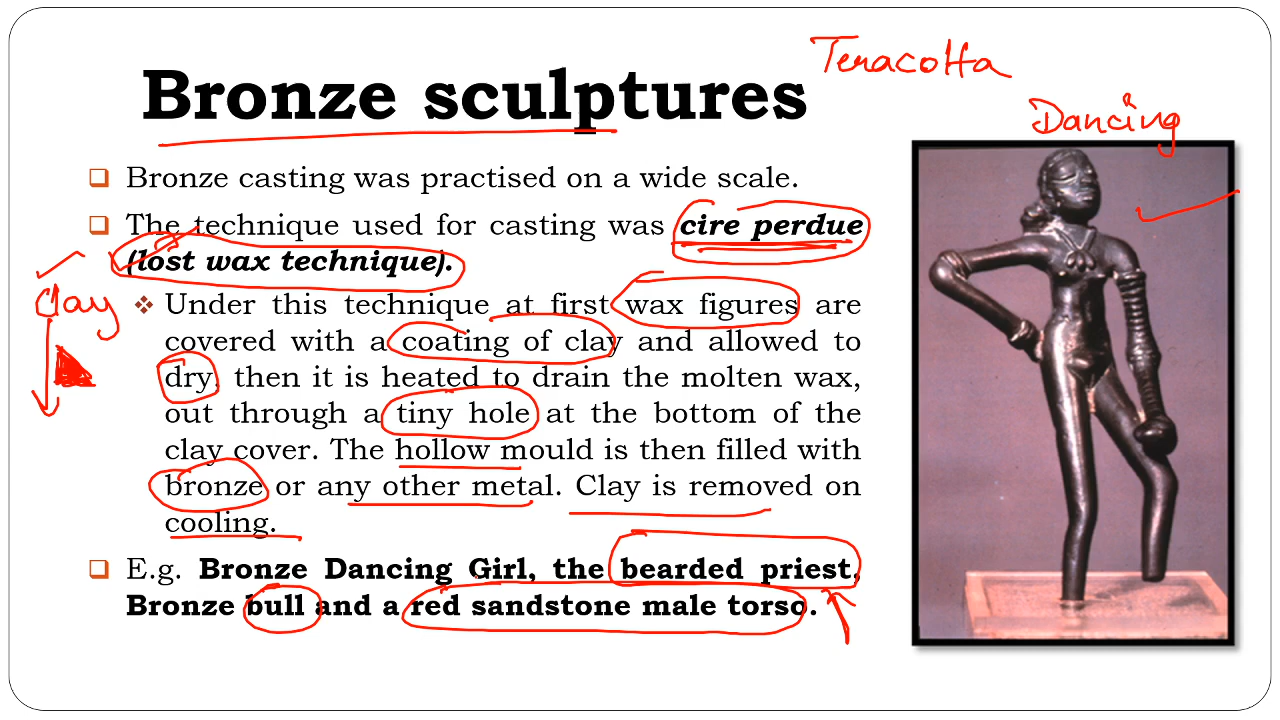 Teracotta
Bronze sculptures
Dancing
Bronze casting was practised on a wide scale.
The technique used for casting was cire perdue
(lost wax technique).
clay
Under this technique at first wax figures are
covered with a coating of clay and allowed to
dry, then it is heated to drain the molten wax,
out through a tiny hole at the bottom of the
clay cover. The hollow mould is then filled with
bronze or any other metal. Clay is removed on
cooling.
E.g. Bronze Dancing Girl, the bearded priest,
Bronze bull and a red sandstone male torso.